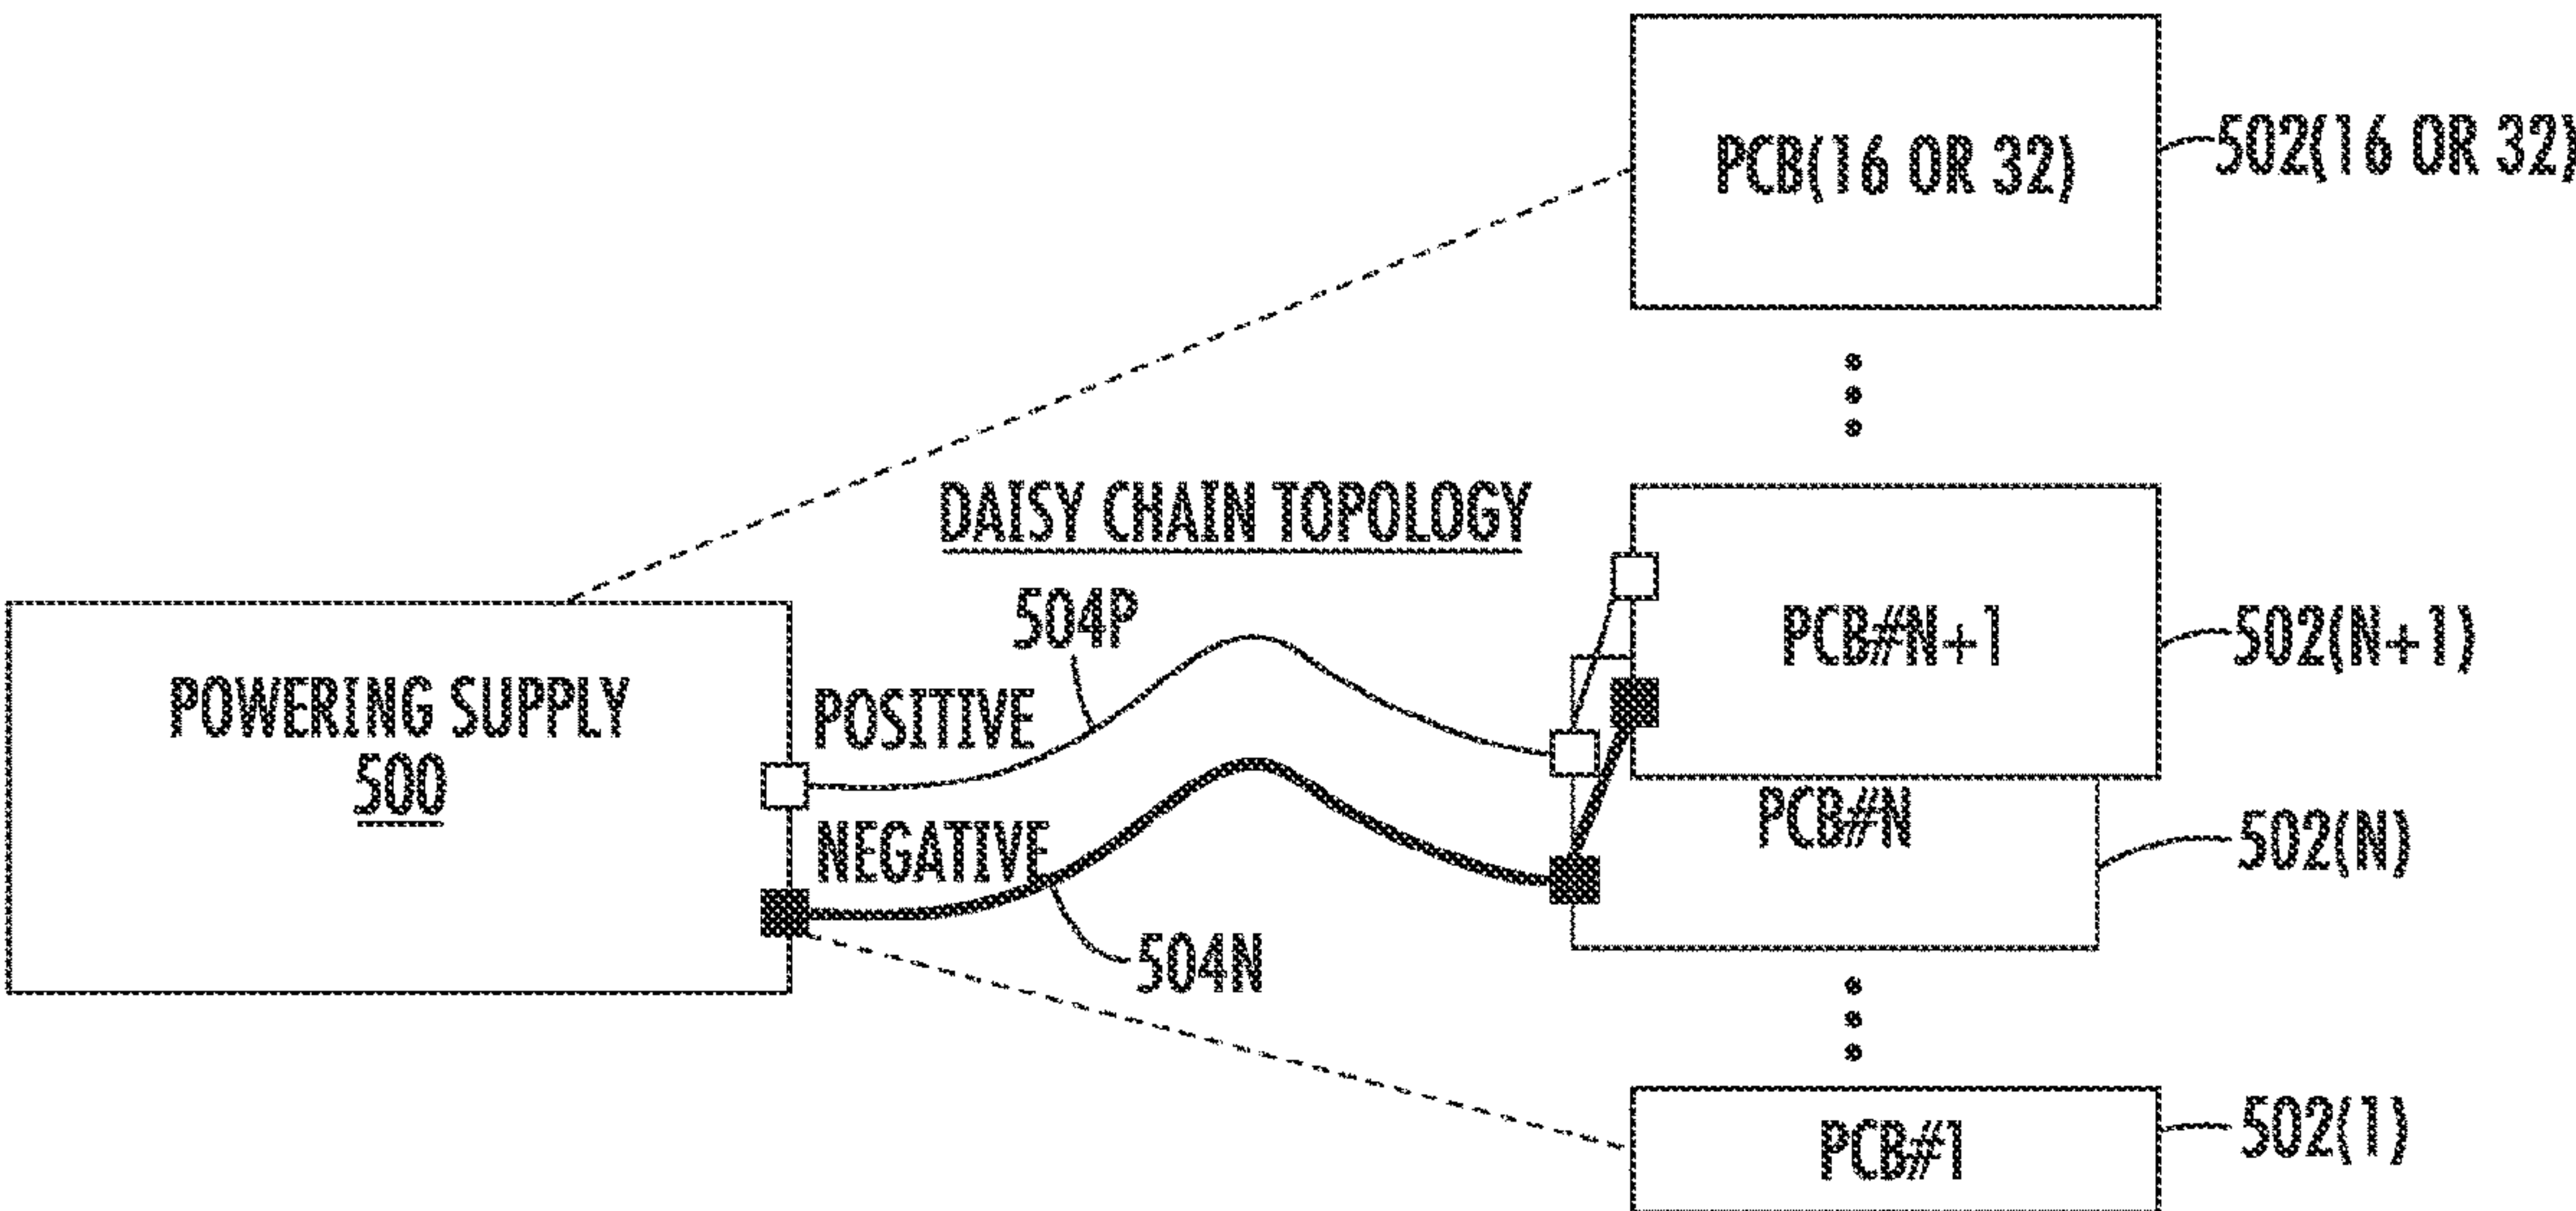 PCB(16 OR 32)
502(16 OR 32)
DAISY CHAIN TOPOLOGY
504P
PCB#N+1
502(N+1)
POWERING SUPPLY
500
POSITIVE
NEGATIVE
PCB#N
502(N)
504N
PCB#1
502(1)